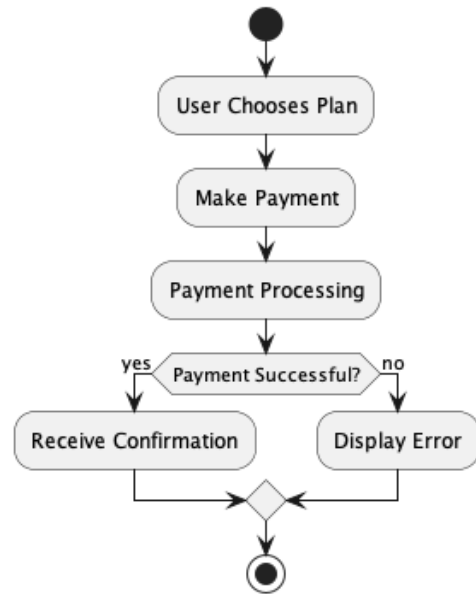 User Chooses Plan
Make Payment
Payment Processing
yes
Payment Successful?
no
Receive Confirmation
Display Error